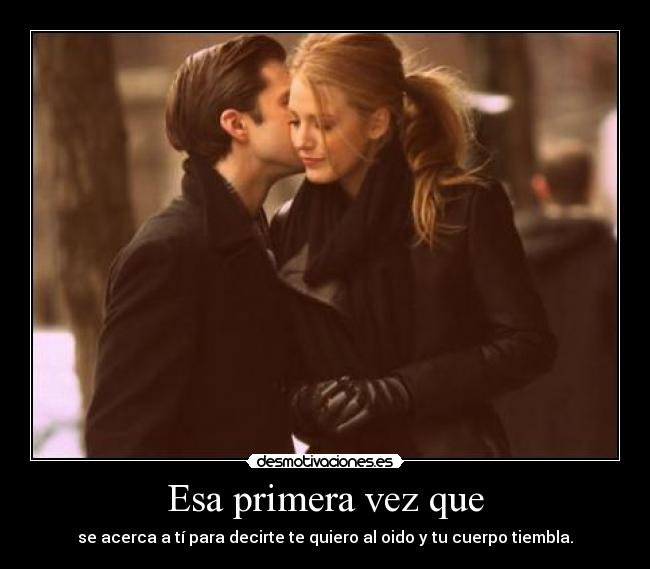 desmotivaciones.es
Esa primera vez que
se acerca a tí para decirte te quiero al oido y tu cuerpo tiembla.